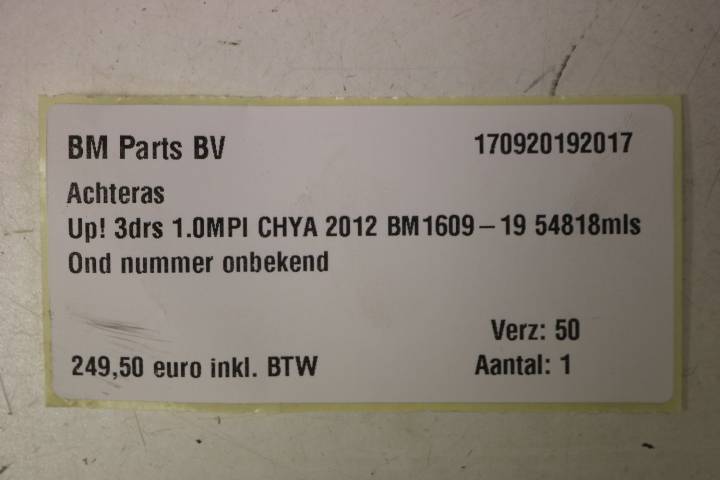 BM Parts BV 170920192017
Achteras
Up! 3drs 1.0MPI CHYA 2012 BM1609-19 54818mls
Ond nummer onbekend
Verz: 50
249,50 euro inkl. BTW Aantal: 1